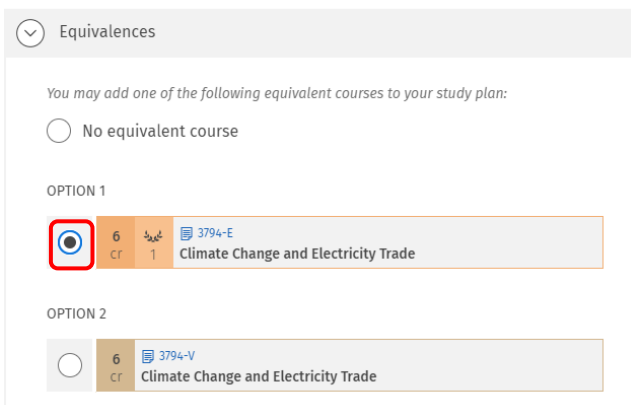 Equivalences
You may add one of the following equivalent courses to your study plan:
No equivalent course
OPTION 1
6 cr
1
3794-E
Climate Change and Electricity Trade
OPTION 2
6 cr
3794-V
Climate Change and Electricity Trade